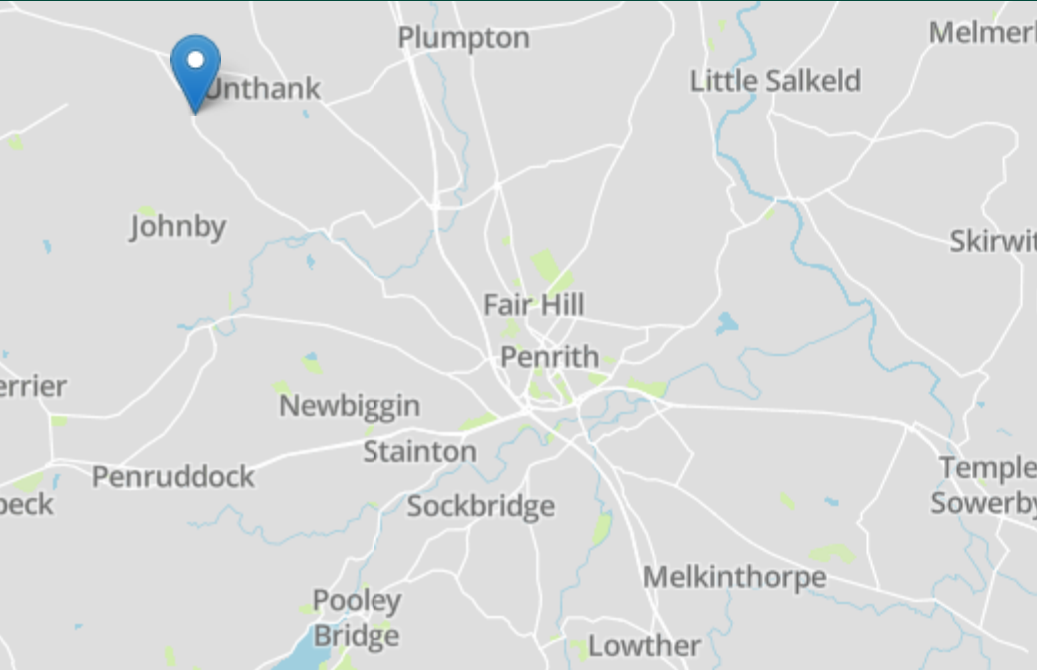 Plumpton
Melmerl
Unthank
Little Salkeld
Johnby
Skirwit
Fair Hill
Penrith
errier
Newbiggin
Stainton
Penruddock
Temple
Sowerby
beck
Sockbridge
Melkinthorpe
Pooley
Bridge
Lowther